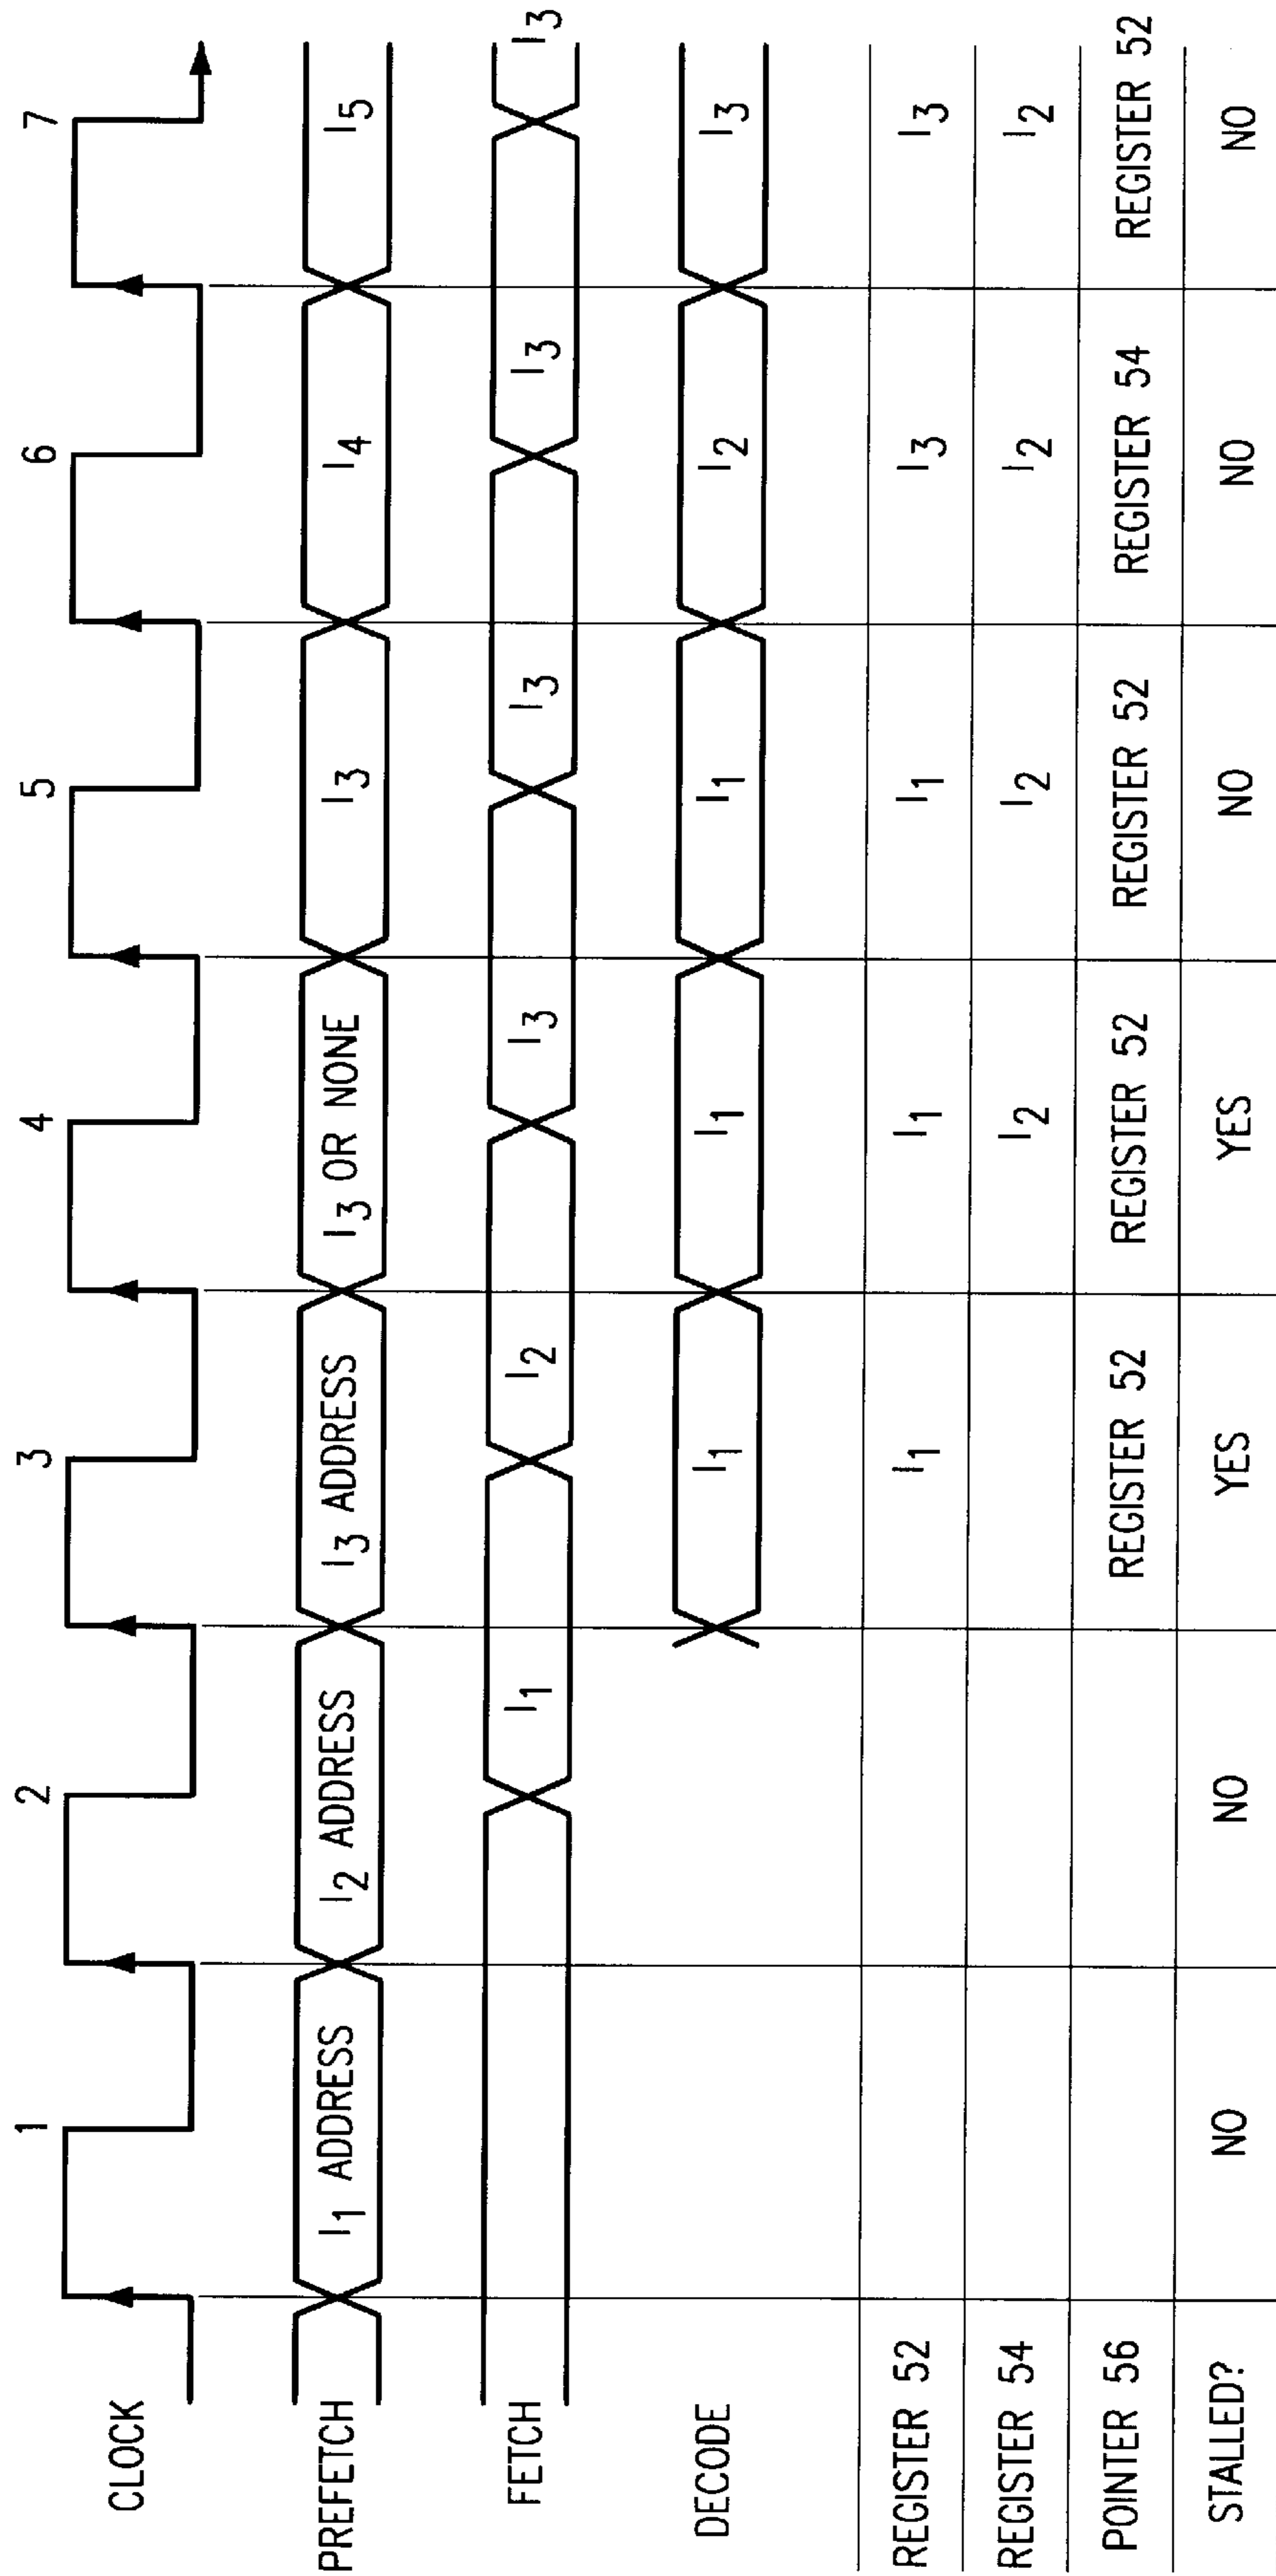 CLOCK 1 2 3 4 5 6 7
PREFETCH I1 ADDRESS I2 ADDRESS I3 ADDRESS I3 OR NONE I3 I4 I5
FETCH I1 I2 I3 I3 I3 I3
DECODE I1 I1 I1 I2 I3
REGISTER 52 I1 I1 I1 I3 I3
REGISTER 54 I2 I2 I2 I2
POINTER 56 REGISTER 52 REGISTER 52 REGISTER 52 REGISTER 54 REGISTER 52
STALLED? NO NO YES YES NO NO NO